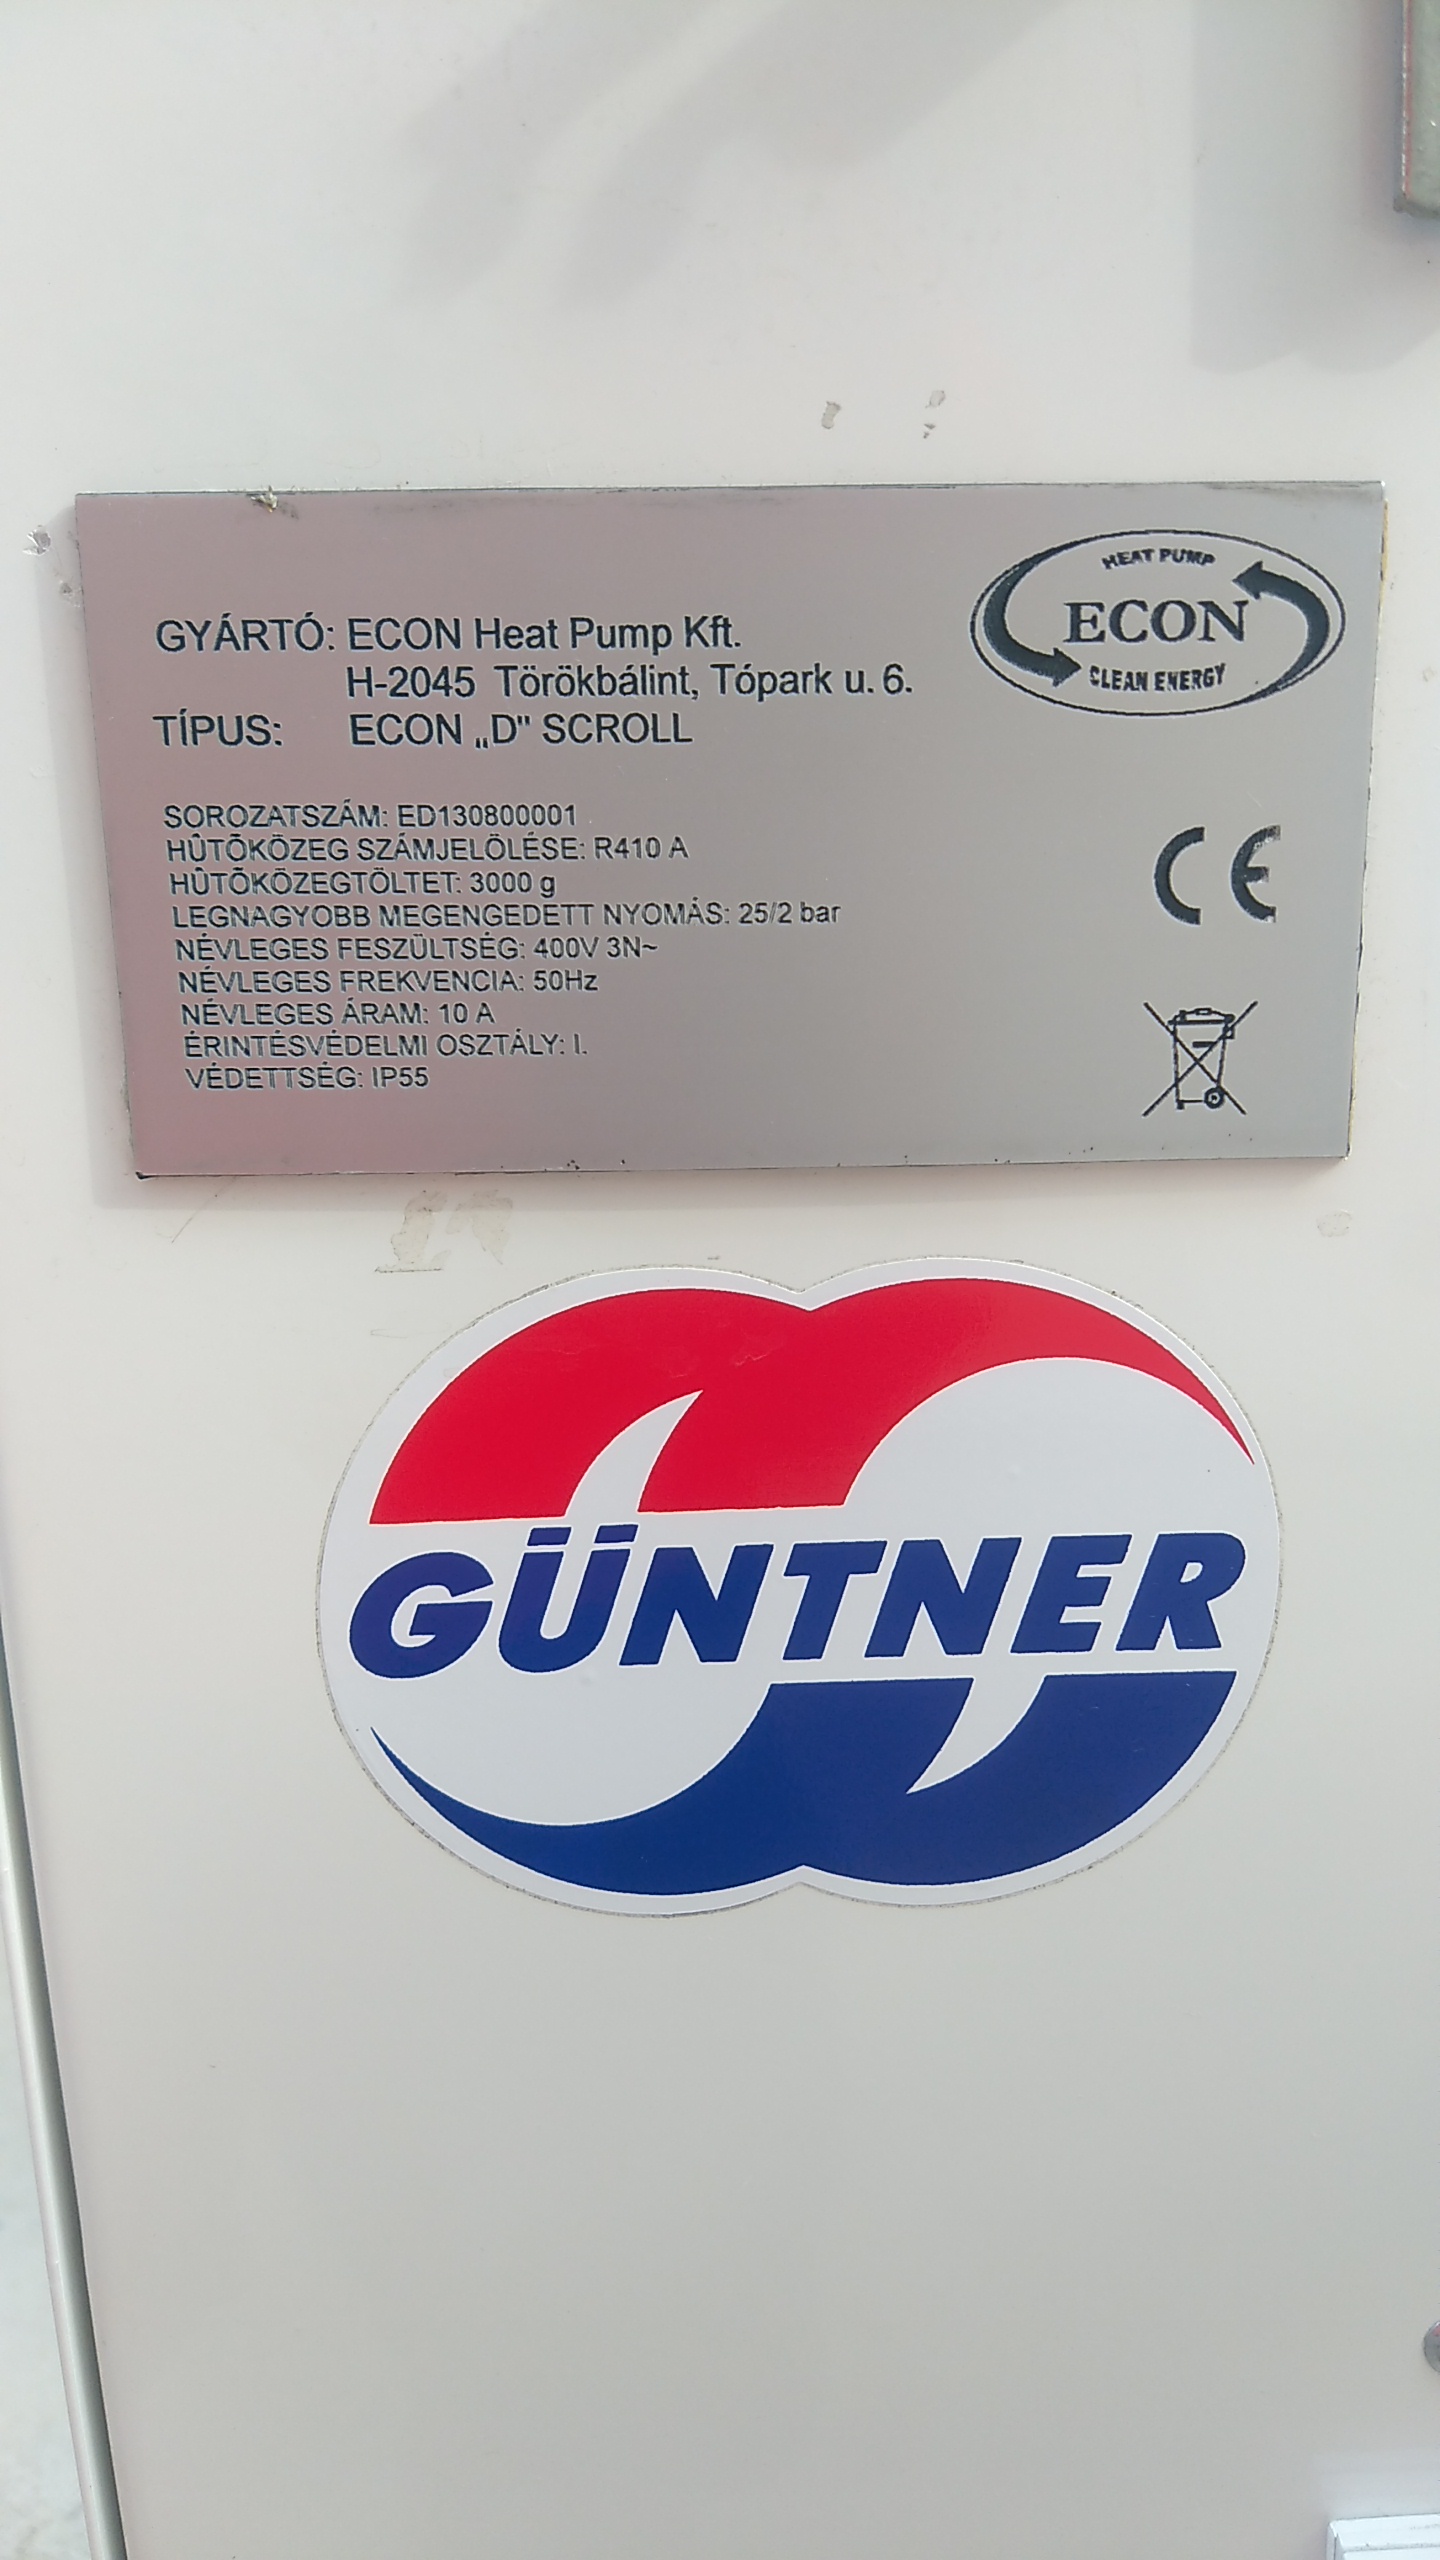 HEAT PUMP
ECON
CLEAN ENERGY
GYÁRTÓ: ECON Heat Pump Kft.
H-2045 Törökbálint, Tópark u. 6.
TÍPUS: ECON „D" SCROLL
SOROZATSZÁM: ED130800001
HÛTÕKÖZEG SZÁMJELÖLÉSE: R410 A
HÛTÕKÖZEGTÖLTET: 3000 g
LEGNAGYOBB MEGENGEDETT NYOMÁS: 25/2 bar
NÉVLEGES FESZÜLTSÉG: 400V 3N~
NÉVLEGES FREKVENCIA: 50Hz
NÉVLEGES ÁRAM: 10 A
ÉRINTÉSVÉDELMI OSZTÁLY: I.
VÉDETTSÉG: IP55
CE
GÜNTNER